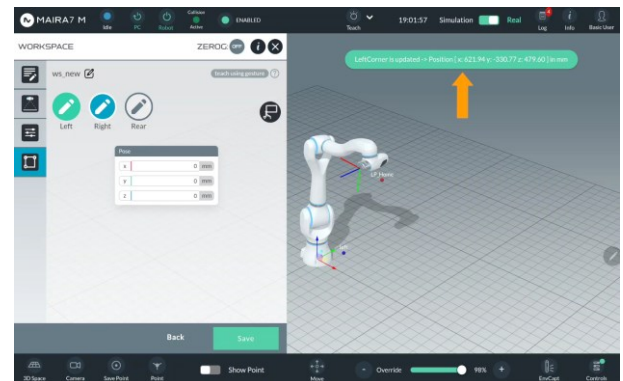 MAIRA7 M
Idle
PC
Robot
Collision
Active
ENABLED
Teach
19:01:57
Simulation
Real
Log
Info
Basic User
WORKSPACE
ZEROG
OFF
i
ws_new
teach using gesture
?
Left
Right
Rear
Pose
x 0 mm
y 0 mm
z 0 mm
Back
Save
LeftCorner is updated -> Position [ x: 621.94 y: -330.77 z: 479.60 ] in mm
LP_Home
3D Space
Camera
Save Point
Point
Show Point
Move
- Override 98% +
EnvCapt
Controls